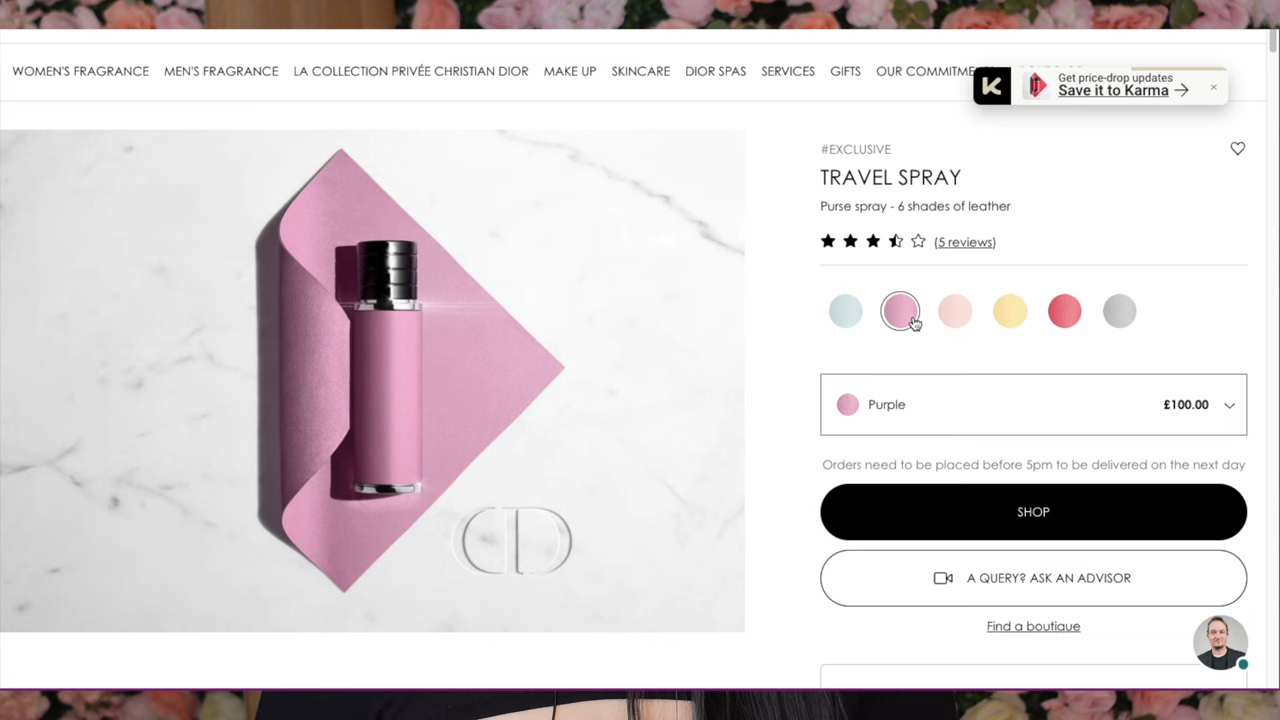 WOMEN'S FRAGRANCE MEN'S FRAGRANCE LA COLLECTION PRIVÉE CHRISTIAN DIOR MAKE UP SKINCARE DIOR SPAS SERVICES GIFTS OUR
Get price-drop updates
Save it to Karma
#EXCLUSIVE
TRAVEL SPRAY
Purse spray - 6 shades of leather
(5 reviews)
Purple £100.00
Orders need to be placed before 5pm to be delivered on the next day
SHOP
A QUERY? ASK AN ADVISOR
Find a boutique
CD